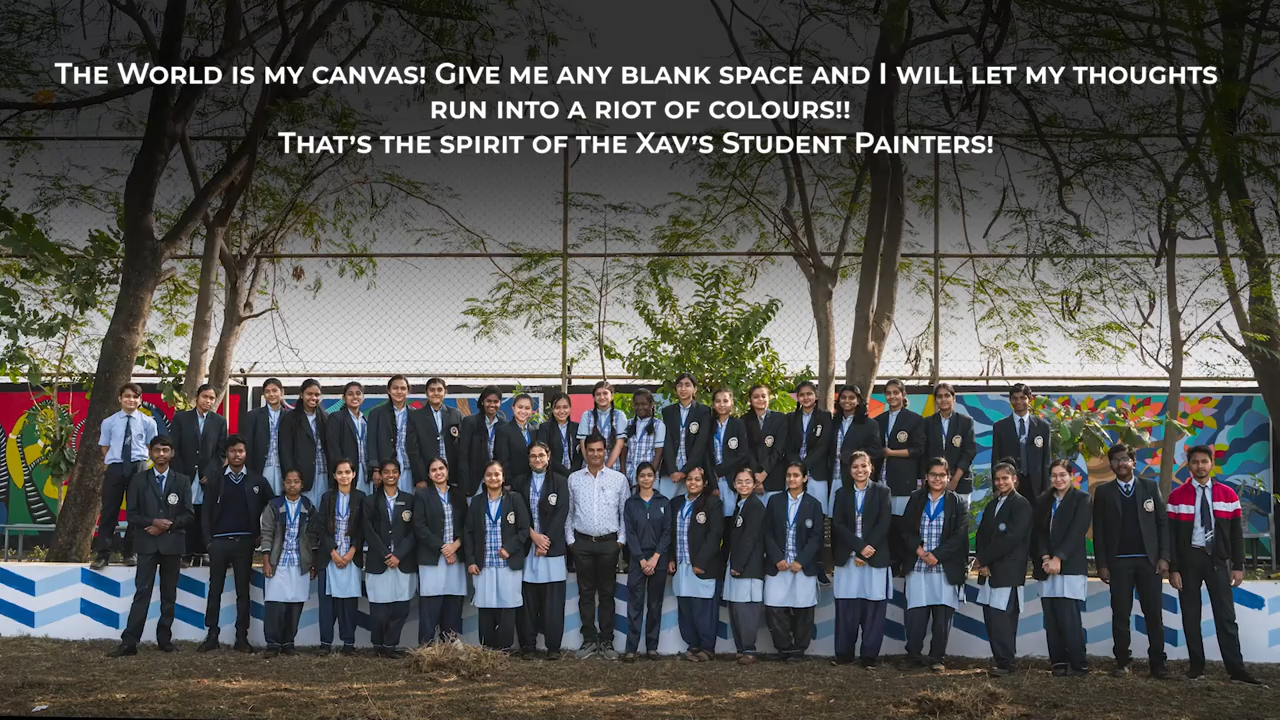 The World is my canvas! Give me any blank space and I will let my thoughts
run into a riot of colours!!
That's the spirit of the Xav's Student Painters!